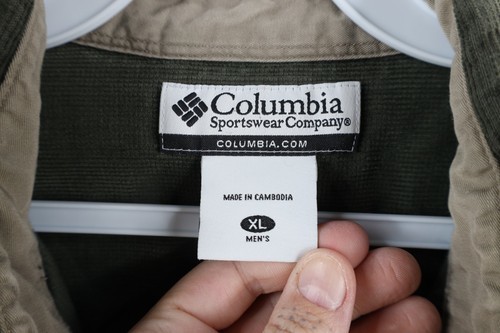 Columbia
Sportswear Company®
COLUMBIA.COM
MADE IN CAMBODIA
XL
MEN'S